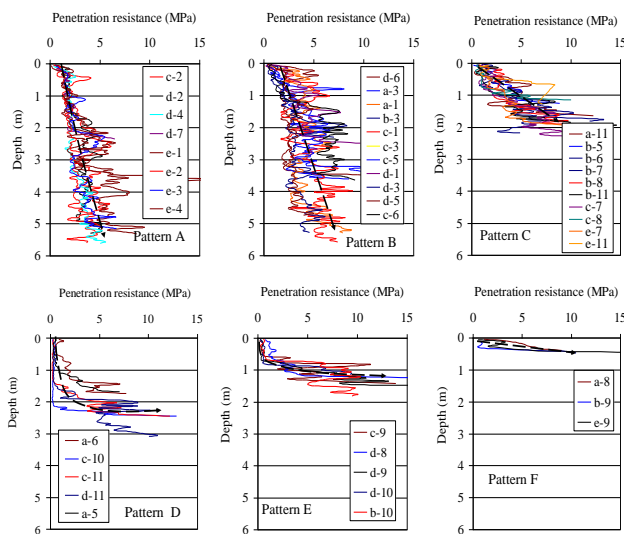 Penetration resistance (MPa)
0 5 10 15
0
1
2
3
4
5
6
Depth (m)
c-2
d-2
d-4
d-7
e-1
e-2
e-3
e-4
Pattern A
Penetration resistance (MPa)
0 5 10 15
0
1
2
3
4
5
6
Depth (m)
d-6
a-3
a-1
b-3
c-1
c-3
c-5
d-1
d-3
d-5
c-6
Pattern B
Penetration resistance (MPa)
0 5 10 15
0
1
2
3
4
5
6
Depth (m)
a-11
b-5
b-6
b-7
b-8
b-11
c-7
c-8
e-7
e-11
Pattern C
Penetration resistance (MPa)
0 5 10 15
0
1
2
3
4
5
6
Depth (m)
a-6
c-10
c-11
d-11
a-5
Pattern D
Penetration resistance (MPa)
0 5 10 15
0
1
2
3
4
5
6
Depth (m)
c-9
d-8
d-9
d-10
b-10
Pattern E
Penetration resistance (MPa)
0 5 10 15
0
1
2
3
4
5
6
Depth (m)
a-8
b-9
e-9
Pattern F